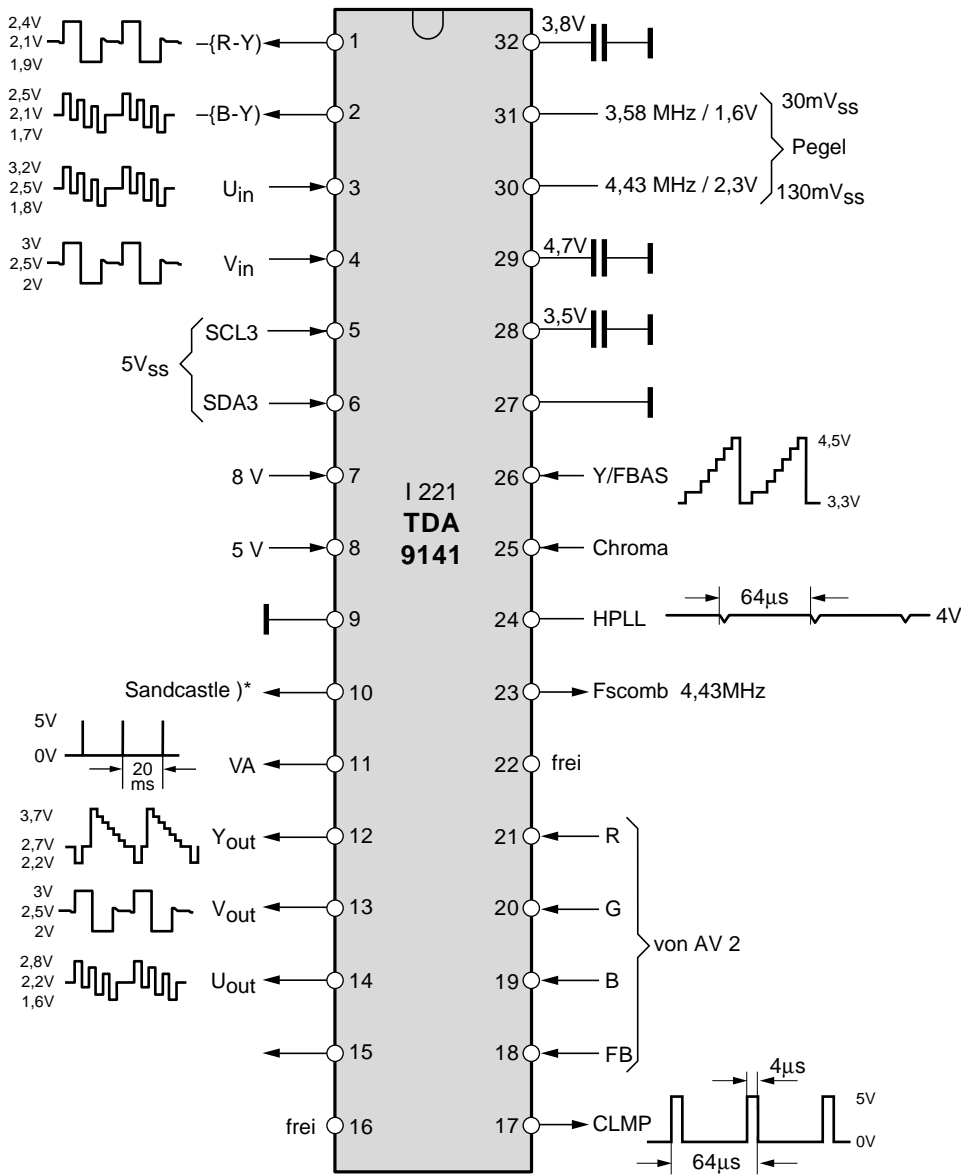 2,4V
2,1V
1,9V
–{R-Y)
1
2,5V
2,1V
1,7V
–{B-Y)
2
3,2V
2,5V
1,8V
Uin
3
3V
2,5V
2V
Vin
4
5VSS
SCL3
5
SDA3
6
8 V
7
5 V
8
9
Sandcastle )*
10
5V
0V
20
ms
VA
11
3,7V
2,7V
2,2V
Yout
12
3V
2,5V
2V
Vout
13
2,8V
2,2V
1,6V
Uout
14
15
frei
16
I 221
TDA
9141
32
3,8V
31
3,58 MHz / 1,6V
30mVSS
Pegel
30
4,43 MHz / 2,3V
130mVSS
29
4,7V
28
3,5V
27
26
Y/FBAS
4,5V
3,3V
25
Chroma
24
HPLL
64µs
4V
23
Fscomb 4,43MHz
22
frei
21
R
20
G
von AV 2
19
B
18
FB
17
CLMP
4µs
5V
0V
64µs